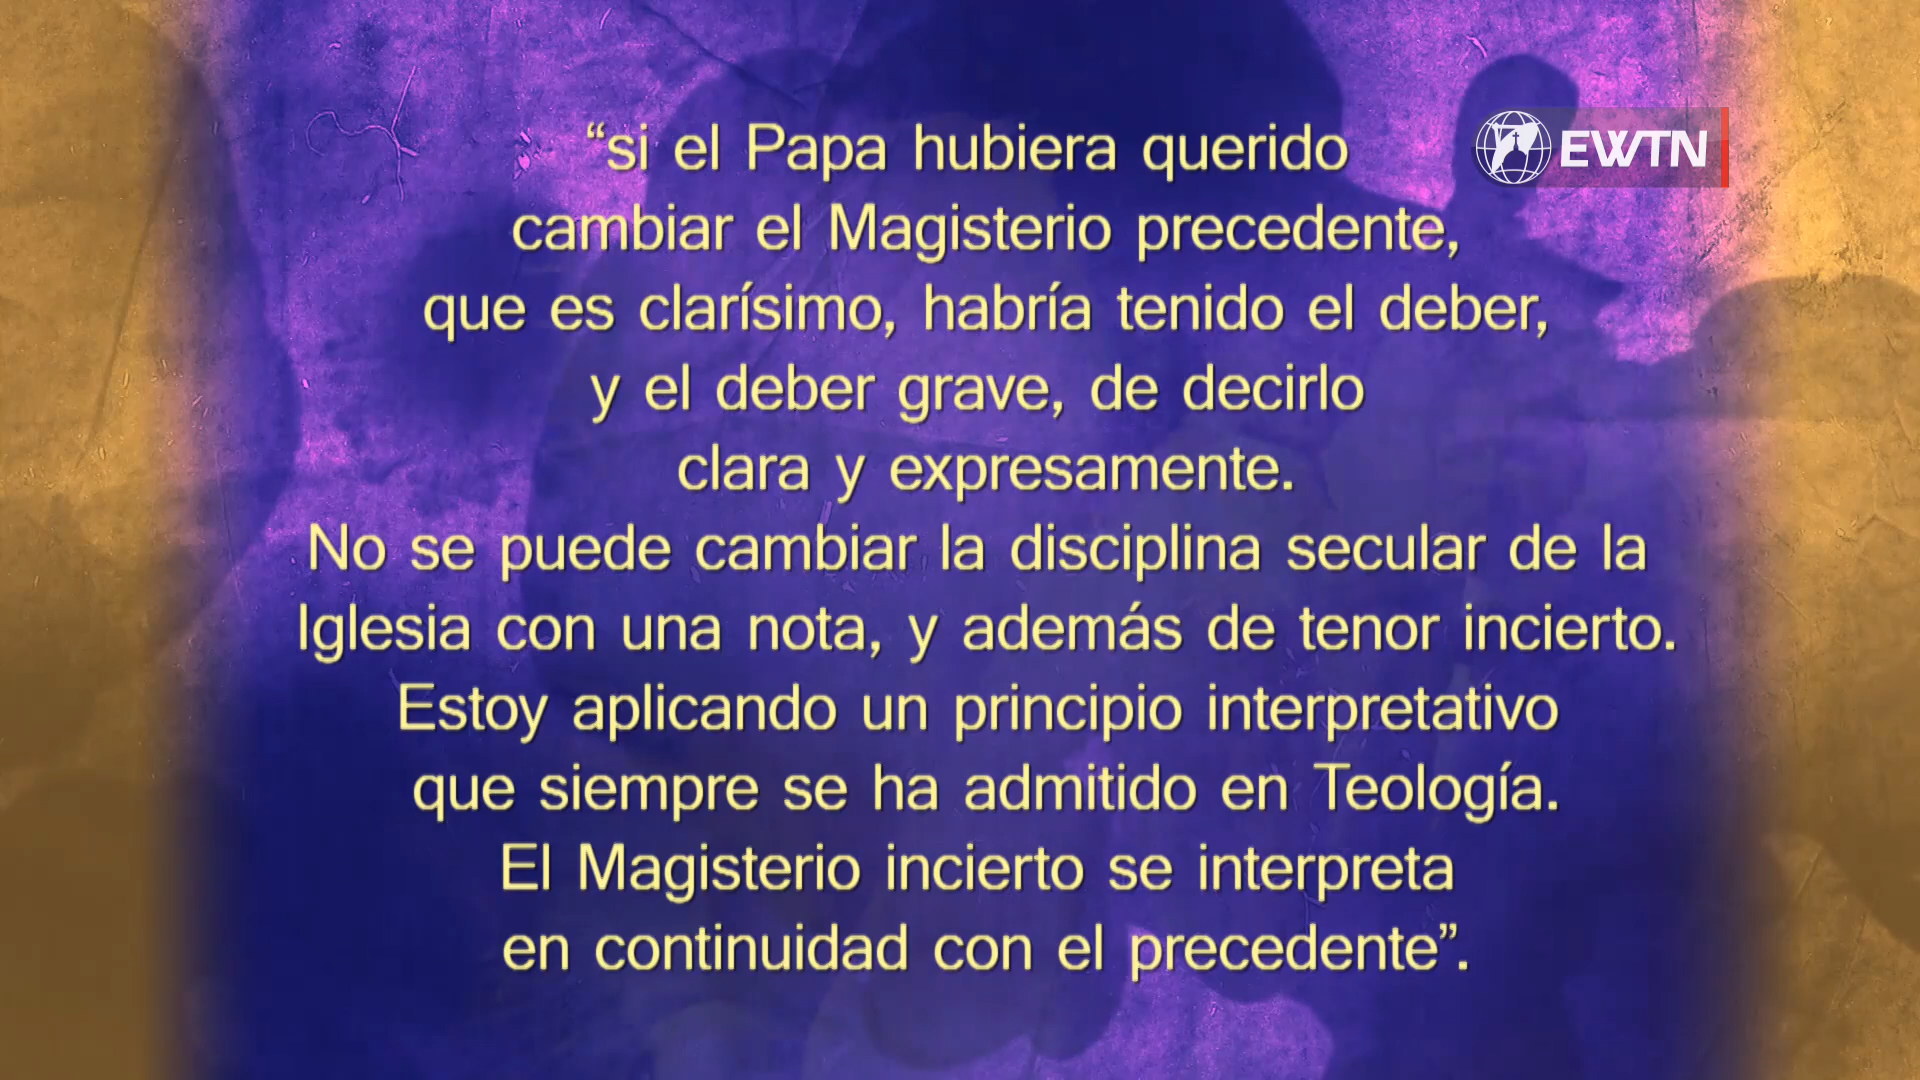 “si el Papa hubiera querido
EWTN
cambiar el Magisterio precedente,
que es clarísimo, habría tenido el deber,
y el deber grave, de decirlo
clara y expresamente.
No se puede cambiar la disciplina secular de la
Iglesia con una nota, y además de tenor incierto.
Estoy aplicando un principio interpretativo
que siempre se ha admitido en Teología.
El Magisterio incierto se interpreta
en continuidad con el precedente”.